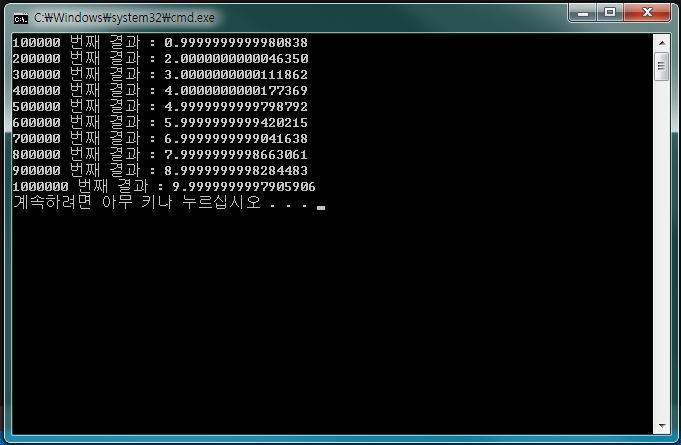 C:₩Windows₩system32₩cmd.exe
100000 번째 결과 : 0.9999999999980838
200000 번째 결과 : 2.0000000000046350
300000 번째 결과 : 3.0000000000111862
400000 번째 결과 : 4.0000000000177369
500000 번째 결과 : 4.9999999999798792
600000 번째 결과 : 5.9999999999420215
700000 번째 결과 : 6.9999999999041638
800000 번째 결과 : 7.9999999998663061
900000 번째 결과 : 8.9999999998284483
1000000 번째 결과 : 9.9999999997905906
계속하려면 아무 키나 누르십시오 . . .